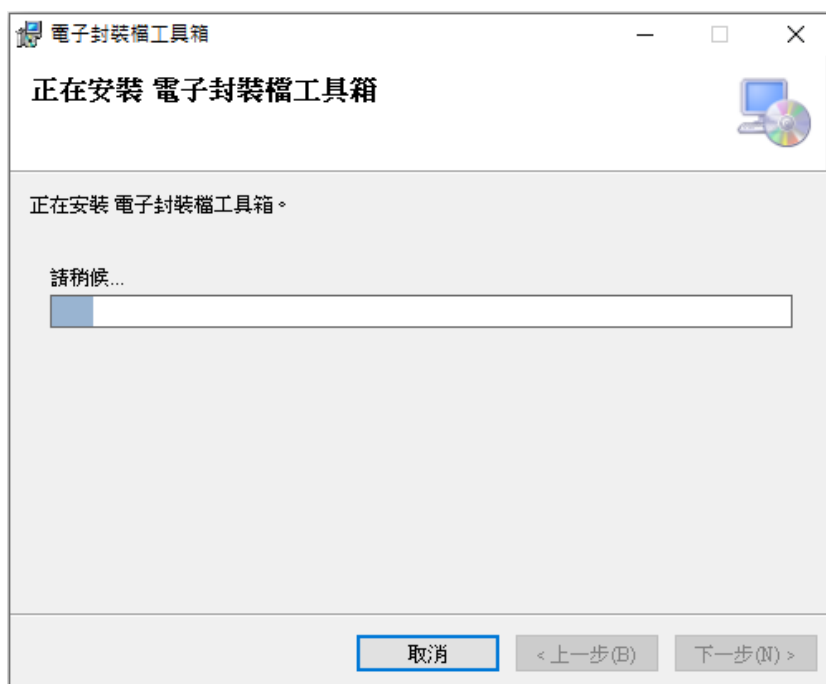 電子封裝檔工具箱
正在安裝 電子封裝檔工具箱
正在安裝 電子封裝檔工具箱。
請稍候...
取消
< 上一步(B)
下一步(N) >